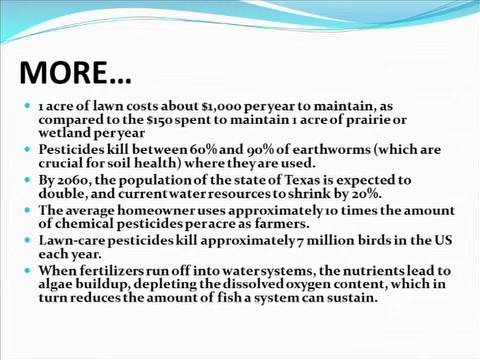 MORE...
1 acre of lawn costs about $1,000 per year to maintain, as
compared to the $150 spent to maintain 1 acre of prairie or
wetland per year
Pesticides kill between 60% and 90% of earthworms (which are
crucial for soil health) where they are used.
By 2060, the population of the state of Texas is expected to
double, and current water resources to shrink by 20%.
The average homeowner uses approximately 10 times the amount
of chemical pesticides per acre as farmers.
Lawn-care pesticides kill approximately 7 million birds in the US
each year.
When fertilizers run off into water systems, the nutrients lead to
algae buildup, depleting the dissolved oxygen content, which in
turn reduces the amount of fish a system can sustain.